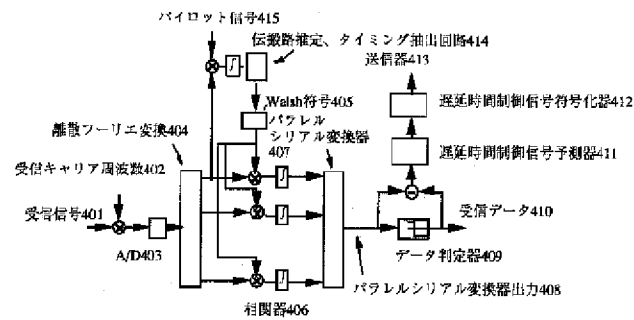 パイロット信号415
伝搬路推定、タイミング抽出回路414
送信器413
Walsh符号405
遅延時間制御信号符号化器412
パラレル
シリアル変換器
407
離散フーリエ変換404
遅延時間制御信号予測器411
受信キャリア周波数402
受信信号401
受信データ410
A/D403
データ判定器409
パラレルシリアル変換器出力408
相関器406